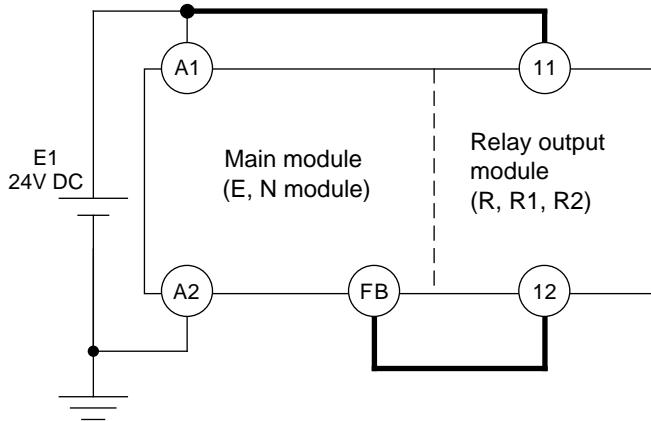 A1
11
E1
24V DC
Main module
(E, N module)
Relay output
module
(R, R1, R2)
A2
FB
12